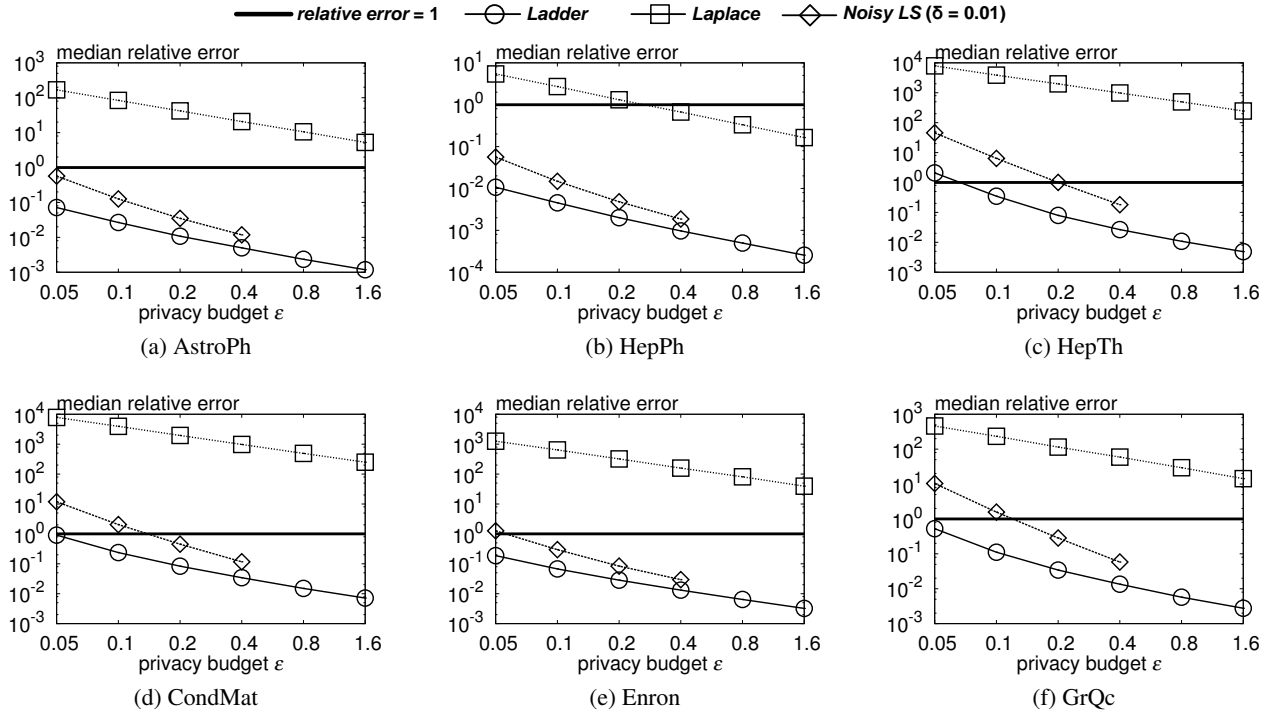 relative error = 1 Ladder Laplace Noisy LS (δ = 0.01)
median relative error
10^3
10^2
10^1
10^0
10^-1
10^-2
10^-3
0.05 0.1 0.2 0.4 0.8 1.6
privacy budget ε
(a) AstroPh
median relative error
10^1
10^0
10^-1
10^-2
10^-3
10^-4
0.05 0.1 0.2 0.4 0.8 1.6
privacy budget ε
(b) HepPh
median relative error
10^4
10^3
10^2
10^1
10^0
10^-1
10^-2
10^-3
0.05 0.1 0.2 0.4 0.8 1.6
privacy budget ε
(c) HepTh
median relative error
10^4
10^3
10^2
10^1
10^0
10^-1
10^-2
10^-3
0.05 0.1 0.2 0.4 0.8 1.6
privacy budget ε
(d) CondMat
median relative error
10^4
10^3
10^2
10^1
10^0
10^-1
10^-2
10^-3
0.05 0.1 0.2 0.4 0.8 1.6
privacy budget ε
(e) Enron
median relative error
10^3
10^2
10^1
10^0
10^-1
10^-2
10^-3
0.05 0.1 0.2 0.4 0.8 1.6
privacy budget ε
(f) GrQc